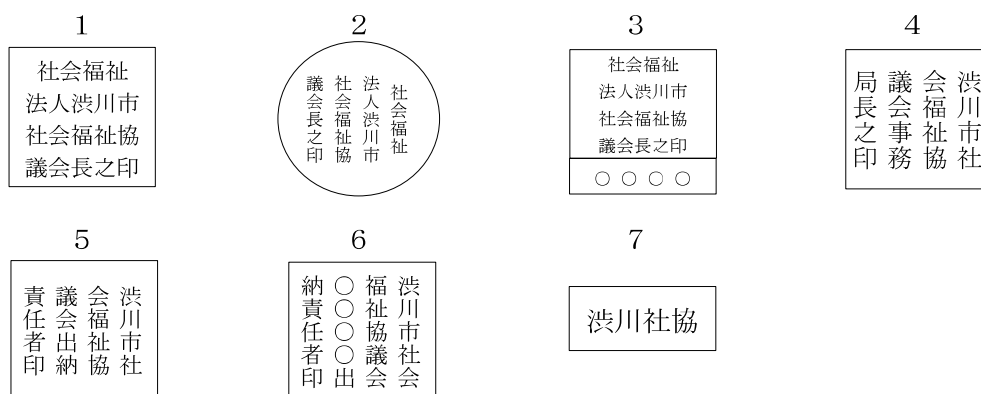 1
社会福祉
法人渋川市
社会福祉協
議会長之印
2
社会福祉
法人渋川市
社会福祉協
議会長之印
3
社会福祉
法人渋川市
社会福祉協
議会長之印
○○○○
4
渋川市社
会福祉協
議会事務
局長之印
5
渋川市社
会福祉協
議会出納
責任者印
6
渋川市社会
福祉協議会
○○○○出
納責任者印
7
渋川社協